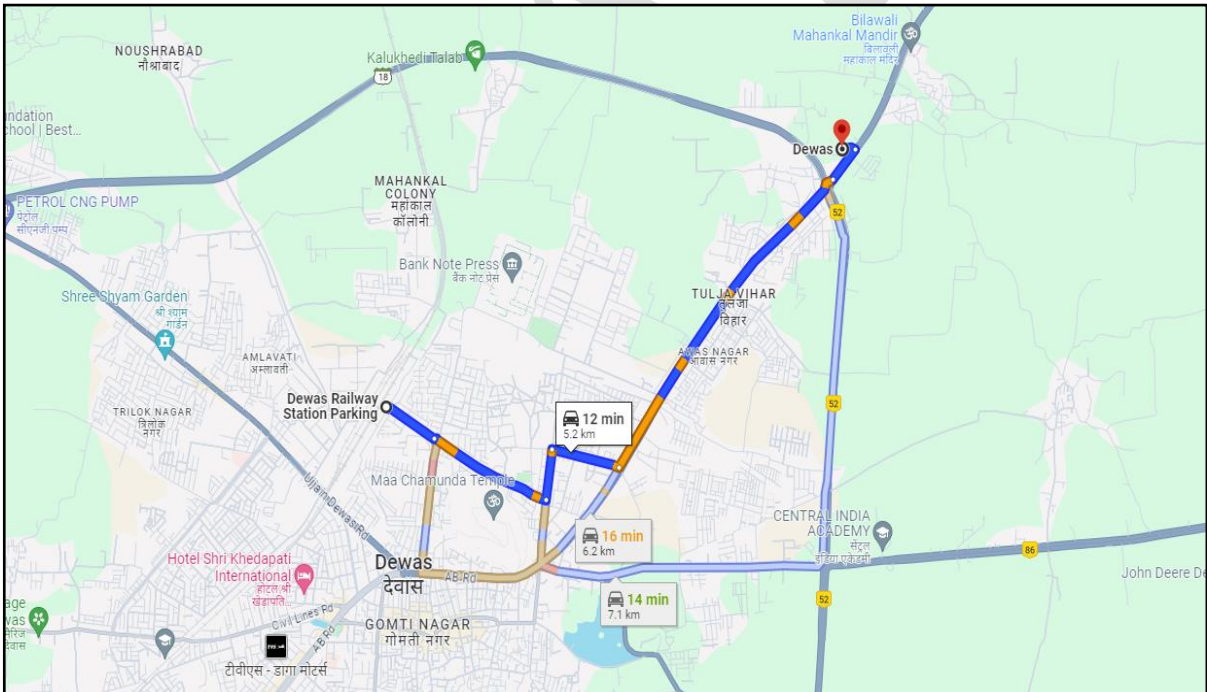 Bilawali
Mahankal Mandir
बिलावली
महाकाल मंदिर
NOUSHRABAD
नौश्राबाद
Kalukhedi Talab
18
ndation
chool | Best...
Dewas
MAHANKAL
COLONY
महाकाल
कॉलोनी
PETROL CNG PUMP
पेट्रोल
सीएनजी पम्प
52
Bank Note Press
बैंक नोट प्रेस
Shree Shyam Garden
श्री श्याम
गार्डन
TULJA VIHAR
तुलजा
विहार
AMLAVATI
अम्लावती
AWAS NAGAR
आवास नगर
Dewas Railway
Station Parking
TRILOK NAGAR
त्रिलोक
नगर
12 min
5.2 km
52
Maa Chamunda Temple
Ujjain Dewas Rd
CENTRAL INDIA
ACADEMY
सेंट्रल
इंडिया एकेडमी
16 min
6.2 km
86
Hotel Shri Khedapati
International
होटल श्री
खेडापति...
Dewas
देवास
AB Rd
John Deere De
14 min
7.1 km
52
age
was
मैरिज
देवास
Civil Lines Rd
AB Rd
GOMTI NAGAR
गोमती नगर
टीवीएस - डागा मोटर्स